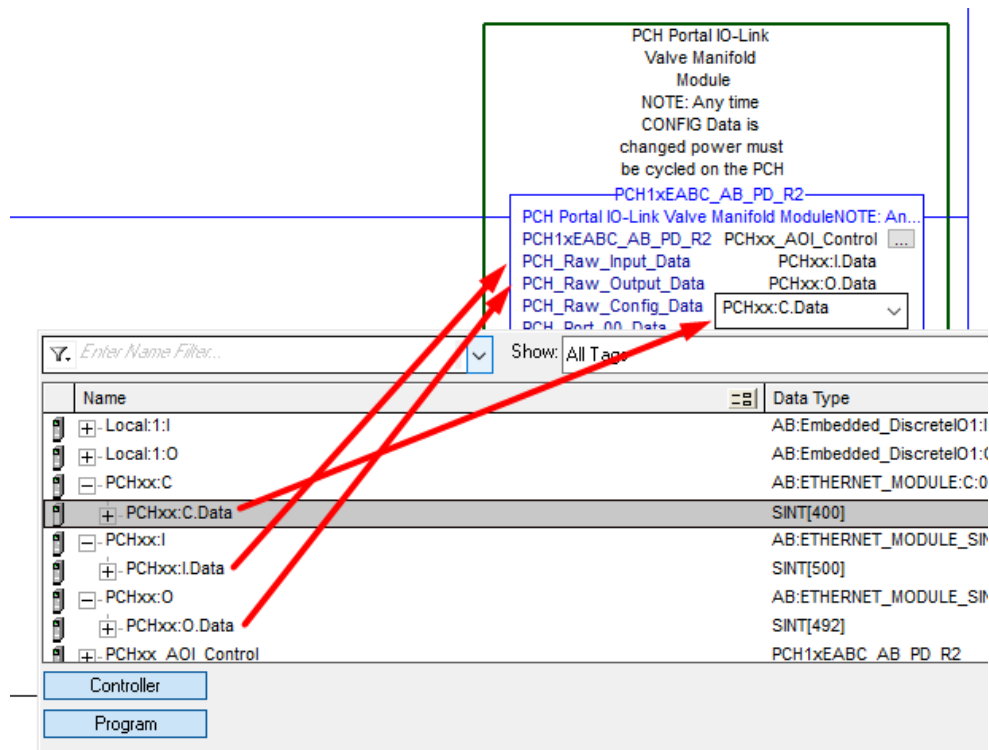 PCH Portal IO-Link
Valve Manifold
Module
NOTE: Any time
CONFIG Data is
changed power must
be cycled on the PCH
PCH1xEABC_AB_PD_R2
PCH Portal IO-Link Valve Manifold ModuleNOTE: An...
PCH1xEABC_AB_PD_R2 PCHxx_AOI_Control ...
PCH_Raw_Input_Data PCHxx:I.Data
PCH_Raw_Output_Data PCHxx:O.Data
PCH_Raw_Config_Data PCHxx:C.Data
PCH_Port_00_Data
Enter Name Filter... Show: All Tags
Name Data Type
Local:1:I AB:Embedded_DiscreteIO1:I
Local:1:O AB:Embedded_DiscreteIO1:
PCHxx:C AB:ETHERNET_MODULE:C:0
PCHxx:C.Data SINT[400]
PCHxx:I AB:ETHERNET_MODULE_SIN
PCHxx:I.Data SINT[500]
PCHxx:O AB:ETHERNET_MODULE_SIN
PCHxx:O.Data SINT[492]
PCHxx_AOI_Control PCH1xEABC_AB_PD_R2
Controller
Program